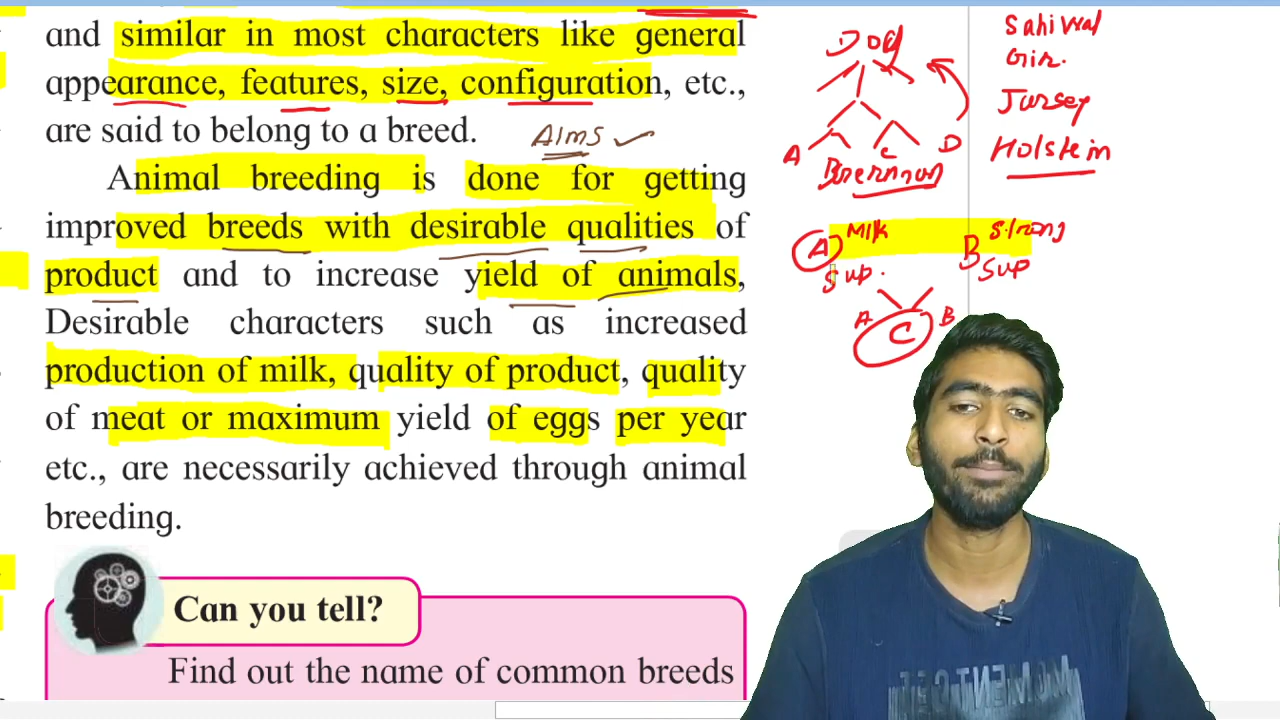 and similar in most characters like general
appearance, features, size, configuration, etc.,
are said to belong to a breed.
Aims
Animal breeding is done for getting
improved breeds with desirable qualities of
product and to increase yield of animals,
Desirable characters such as increased
production of milk, quality of product, quality
of meat or maximum yield of eggs per year
etc., are necessarily achieved through animal
breeding.
Can you tell?
Find out the name of common breeds
Dog
A C D
Sahiwal
Gir.
Jursey
Holstein
A Milk
Sup.
B Strong
Sup
A B
C